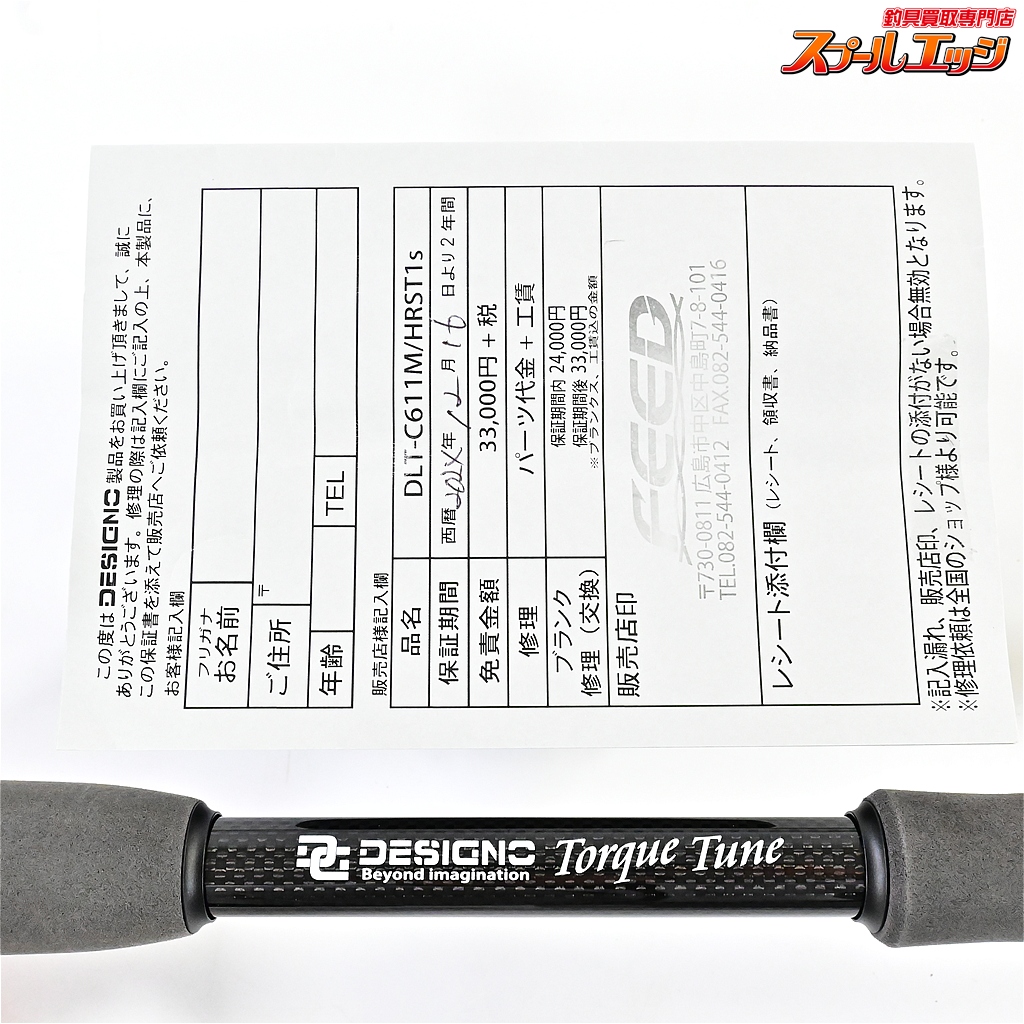 釣具買取専門店
スプールエッジ
この度は DESIGNO 製品をお買い上げ頂きまして、誠に
ありがとうございます。修理の際は記入欄にご記入の上、本製品に、
この保証書を添えて販売店へご依頼ください。
お客様記入欄
フリガナ
お名前
ご住所 〒
年齢 TEL
販売店様記入欄
品名 DLT-C611M/HRST1s
保証期間 西暦 年 12 月 16 日より 2 年間
免責金額 33,000円 + 税
修理 パーツ代金 + 工賃
ブランク
修理（交換）
保証期間内 24,000円
保証期間後 33,000円
※ブランクス、工賃込の金額
販売店印
FEED
〒730-0811 広島市中区中島町7-8-101
TEL.082-544-0412 FAX.082-544-0416
レシート添付欄（レシート、領収書、納品書）
※記入漏れ、販売店印、レシートの添付がない場合無効となります。
※修理依頼は全国のショップ様より可能です。
DESIGNO
Beyond imagination
Torque Tune